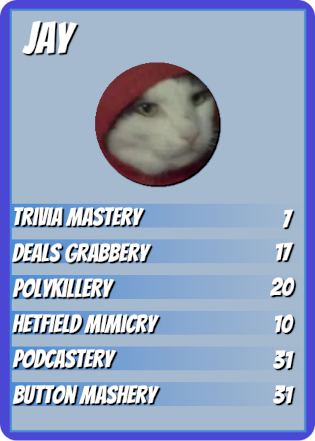 JAY
TRIVIA MASTERY 7
DEALS GRABBERY 17
POLYKILLERY 20
HETFIELD MIMICRY 10
PODCASTERY 31
BUTTON MASHERY 31